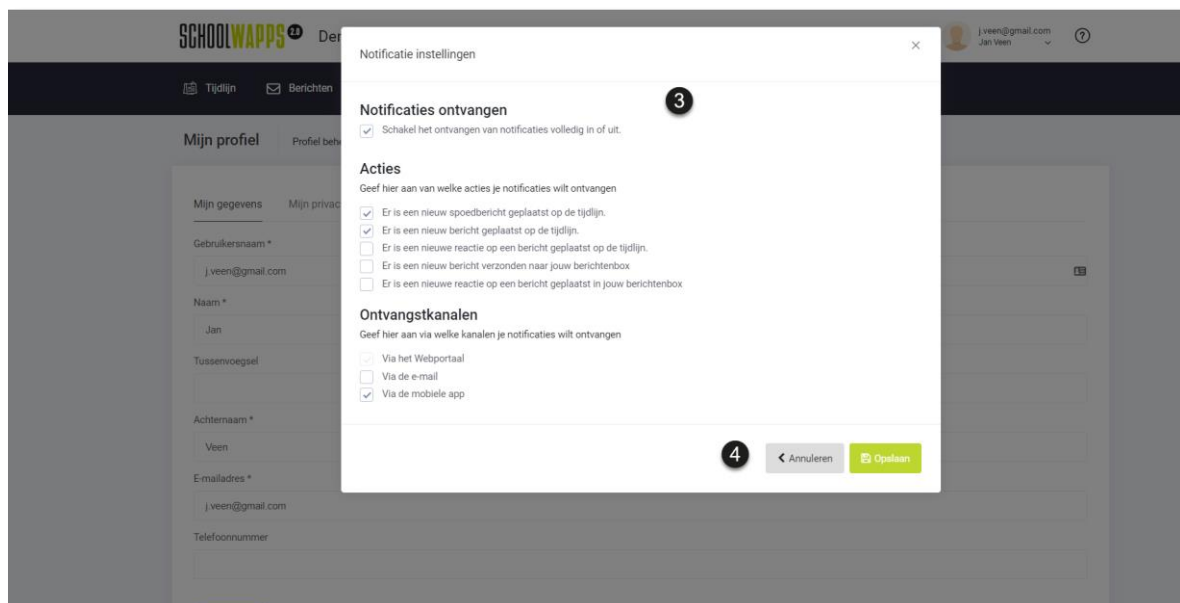 SCHOOLWAPPS 2.0
j.veen@gmail.com
Jan Veen
?
Tijdlijn
Berichten
Mijn profiel
Mijn gegevens
Gebruikersnaam *
j.veen@gmail.com
Naam *
Jan
Tussenvoegsel
Achternaam *
Veen
E-mailadres *
j.veen@gmail.com
Telefoonnummer
Notificatie instellingen
×
3
Notificaties ontvangen
Schakel het ontvangen van notificaties volledig in of uit.
Acties
Geef hier aan van welke acties je notificaties wilt ontvangen
Er is een nieuw spoedbericht geplaatst op de tijdlijn.
Er is een nieuw bericht geplaatst op de tijdlijn.
Er is een nieuwe reactie op een bericht geplaatst op de tijdlijn.
Er is een nieuw bericht verzonden naar jouw berichtenbox
Er is een nieuwe reactie op een bericht geplaatst in jouw berichtenbox
Ontvangstkanalen
Geef hier aan via welke kanalen je notificaties wilt ontvangen
Via het Webportaal
Via de e-mail
Via de mobiele app
4
Annuleren
Opslaan